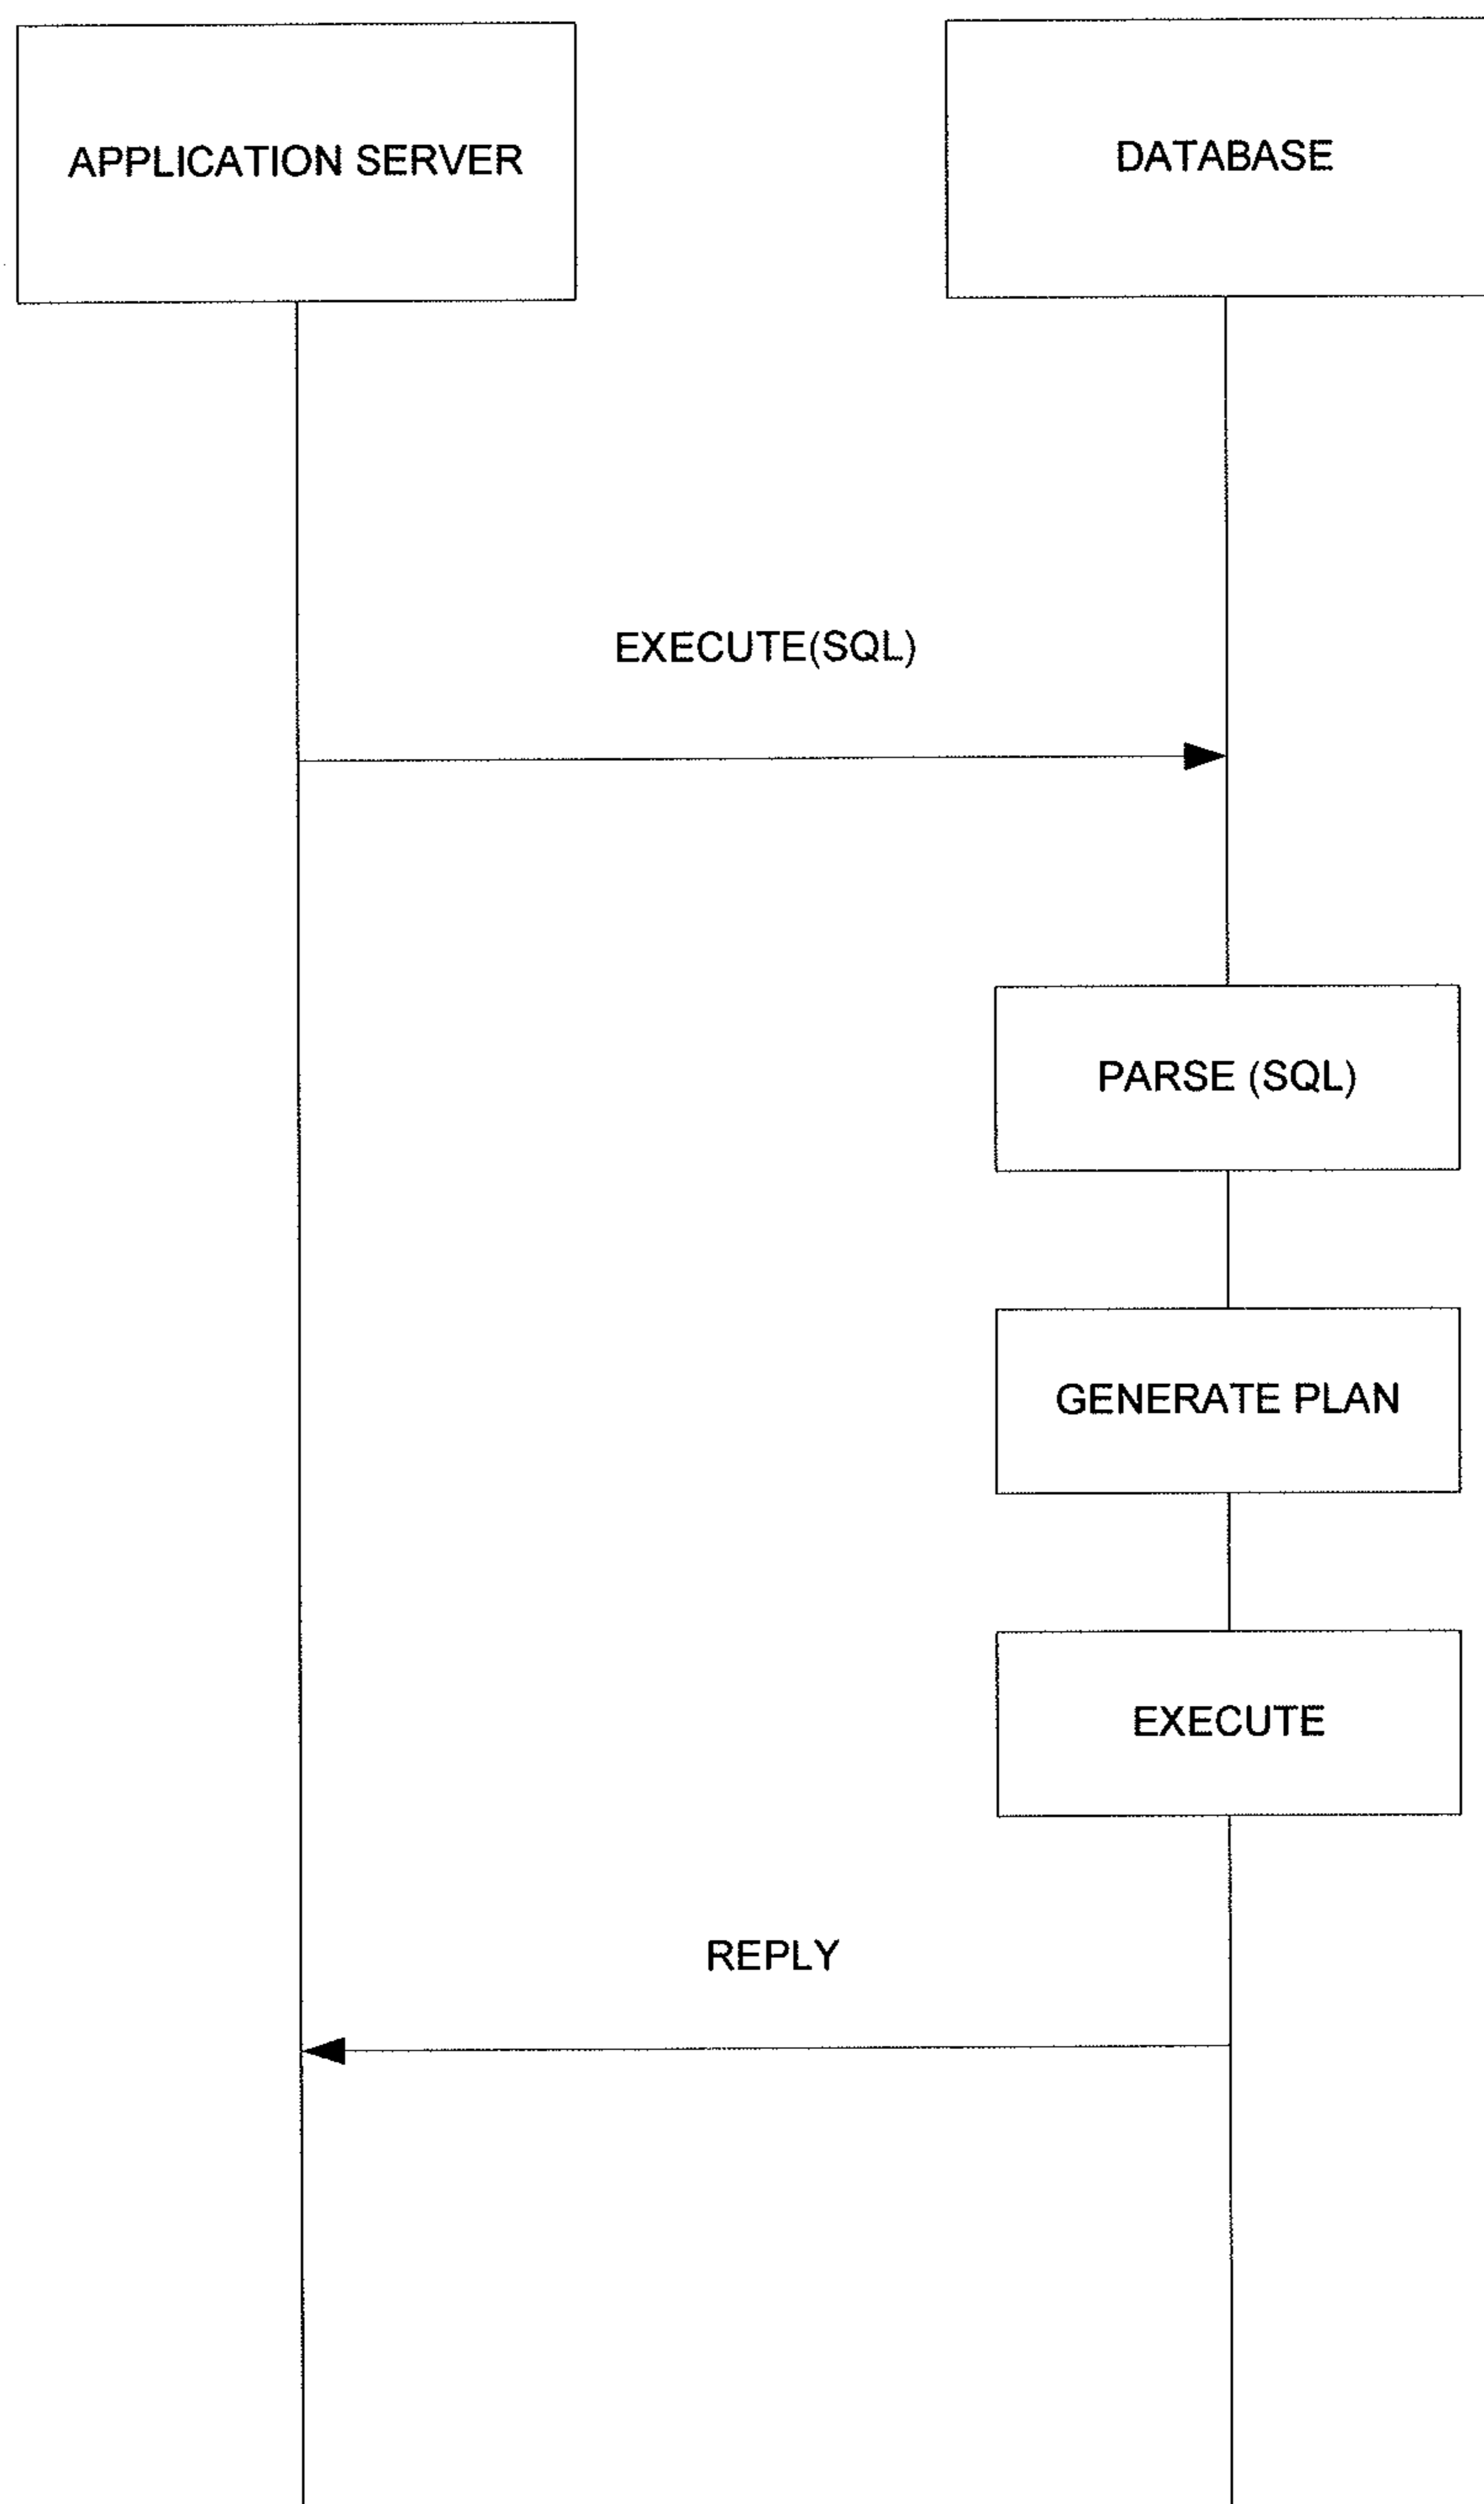 APPLICATION SERVER
DATABASE
EXECUTE(SQL)
PARSE (SQL)
GENERATE PLAN
EXECUTE
REPLY